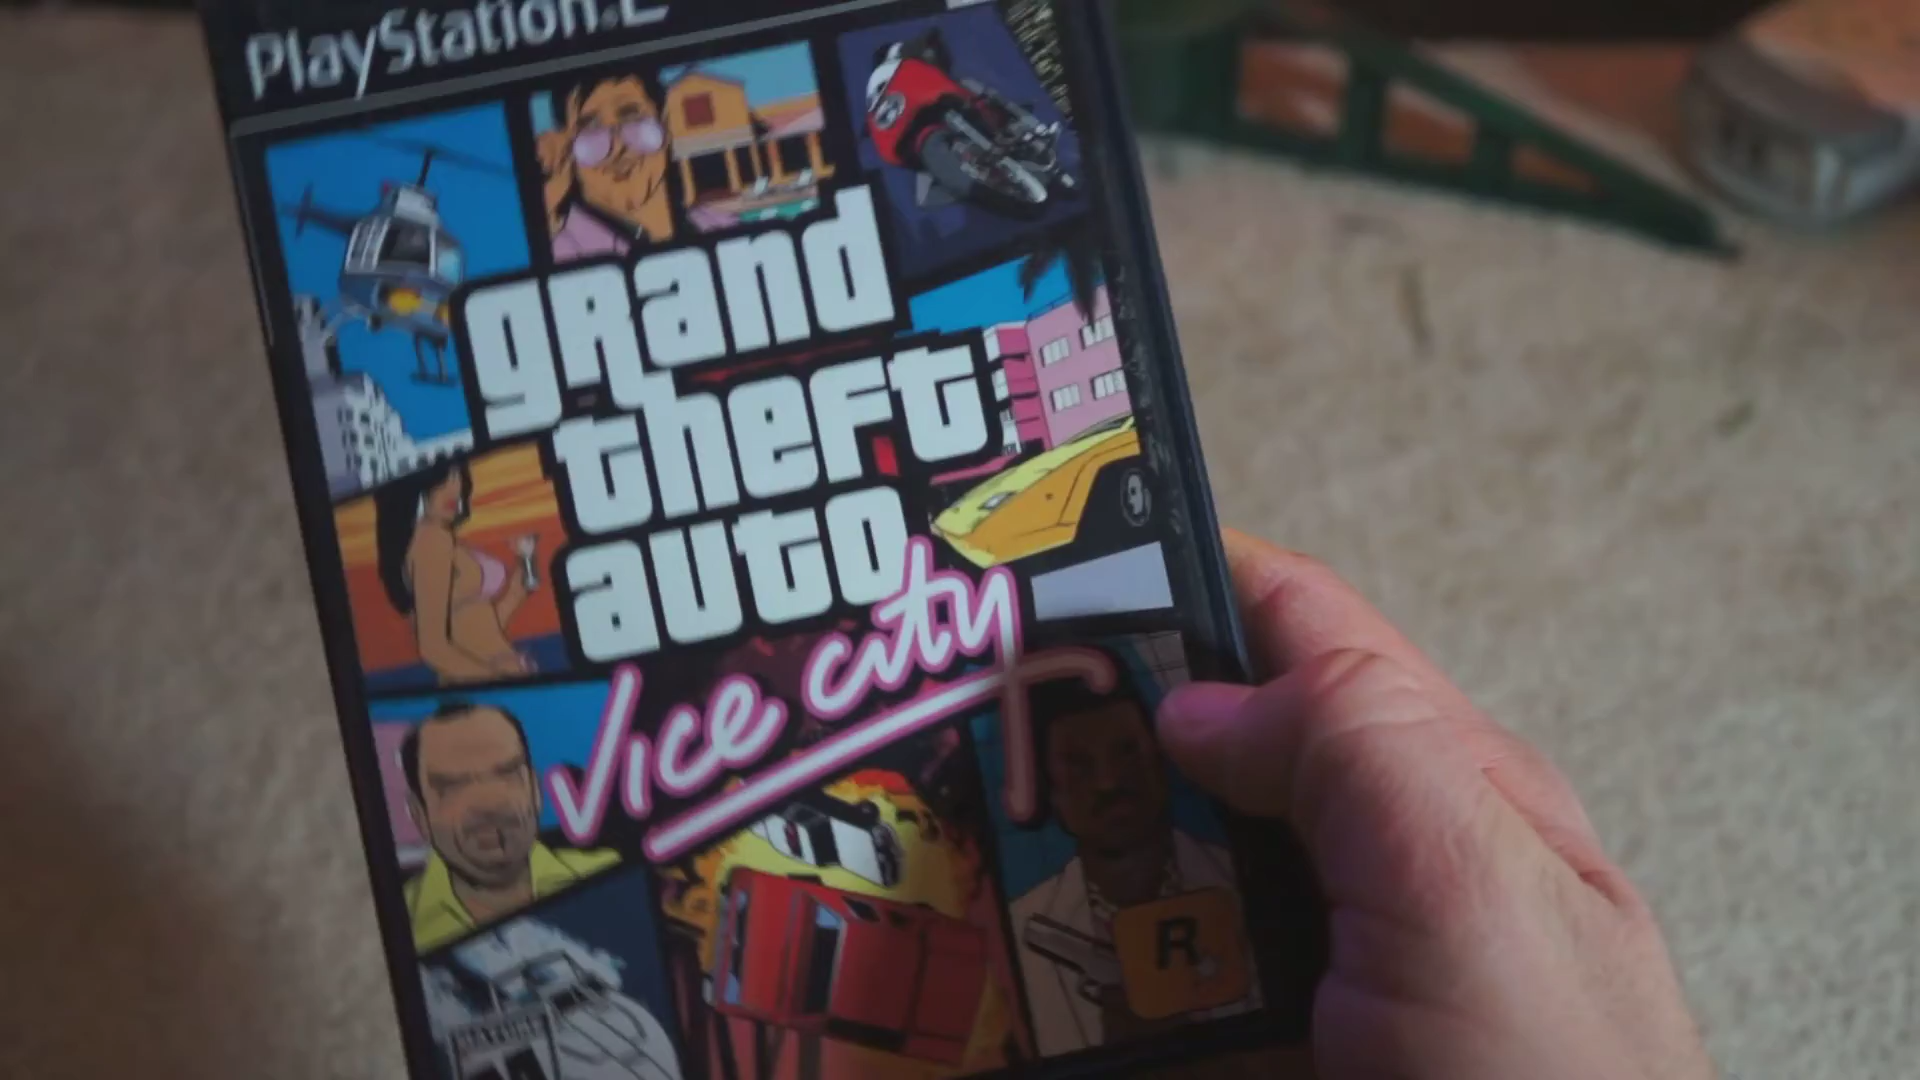 PlayStation.2
grand
theft
auto
Vice City
R